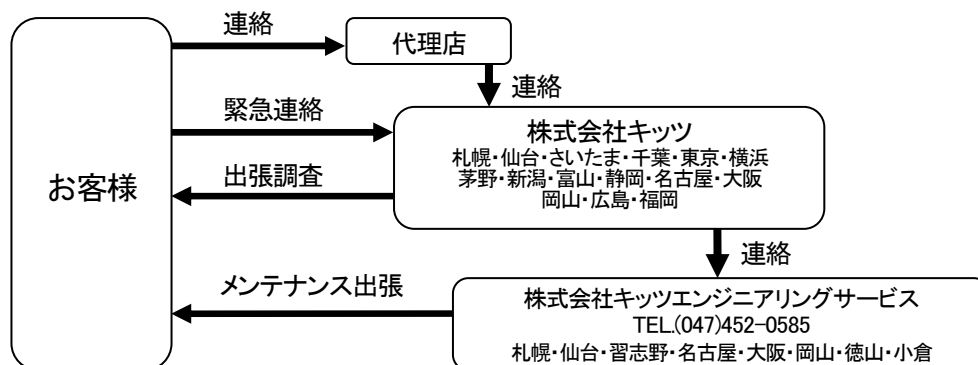 連絡
代理店
連絡
緊急連絡
株式会社キッツ
札幌・仙台・さいたま・千葉・東京・横浜
茅野・新潟・富山・静岡・名古屋・大阪
岡山・広島・福岡
お客様
出張調査
連絡
メンテナンス出張
株式会社キッツエンジニアリングサービス
TEL.(047)452-0585
札幌・仙台・習志野・名古屋・大阪・岡山・徳山・小倉